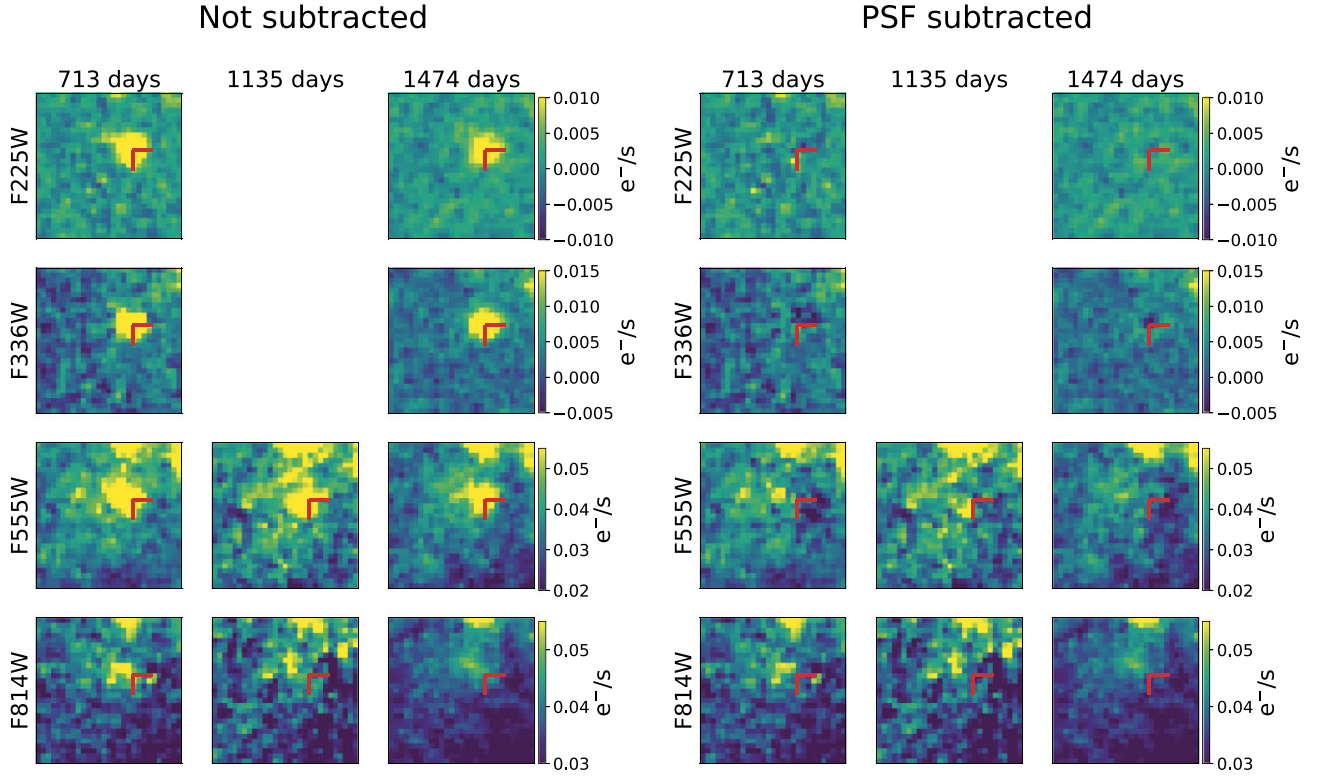 Not subtracted PSF subtracted
713 days 1135 days 1474 days 713 days 1135 days 1474 days
F225W 0.010 0.005 0.000 −0.005 −0.010 e⁻/s F225W 0.010 0.005 0.000 −0.005 −0.010 e⁻/s
F336W 0.015 0.010 0.005 0.000 −0.005 e⁻/s F336W 0.015 0.010 0.005 0.000 −0.005 e⁻/s
F555W 0.05 0.04 0.03 0.02 e⁻/s F555W 0.05 0.04 0.03 0.02 e⁻/s
F814W 0.05 0.04 0.03 e⁻/s F814W 0.05 0.04 0.03 e⁻/s